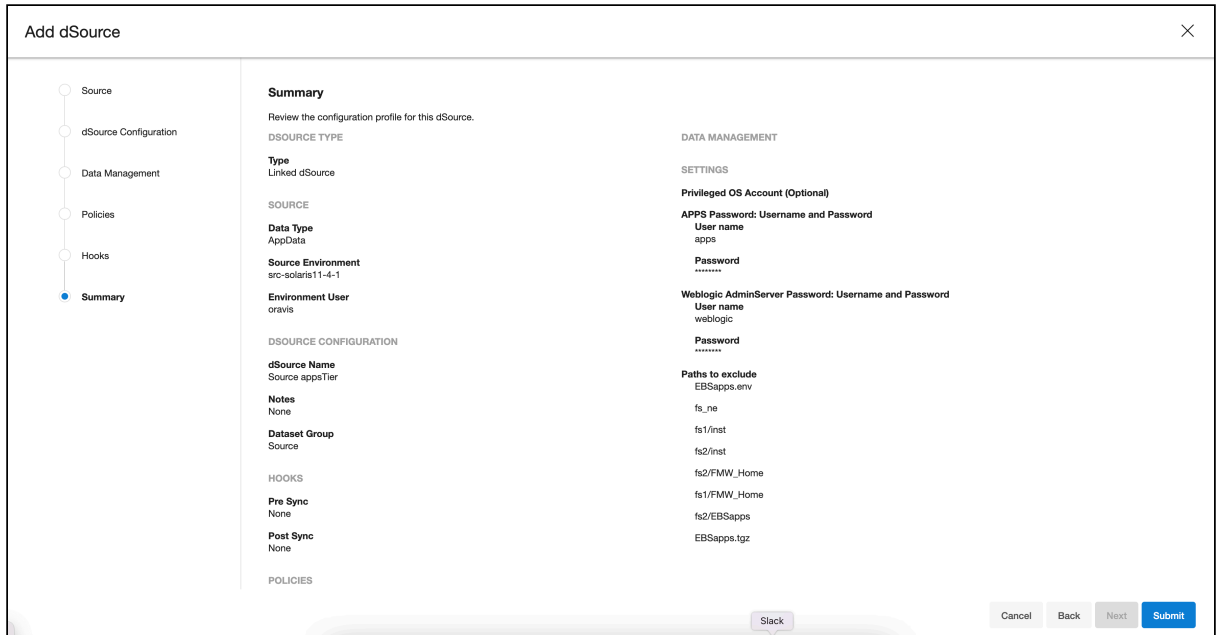 Add dSource
Source
dSource Configuration
Data Management
Policies
Hooks
Summary
Summary
Review the configuration profile for this dSource.
DSOURCE TYPE
Type
Linked dSource
SOURCE
Data Type
AppData
Source Environment
src-solaris11-4-1
Environment User
oravis
DSOURCE CONFIGURATION
dSource Name
Source appsTier
Notes
None
Dataset Group
Source
HOOKS
Pre Sync
None
Post Sync
None
POLICIES
DATA MANAGEMENT
SETTINGS
Privileged OS Account (Optional)
APPS Password: Username and Password
User name
apps
Password
********
Weblogic AdminServer Password: Username and Password
User name
weblogic
Password
********
Paths to exclude
EBSapps.env
fs_ne
fs1/inst
fs2/inst
fs2/FMW_Home
fs1/FMW_Home
fs2/EBSapps
EBSapps.tgz
Cancel Back Next Submit
Slack